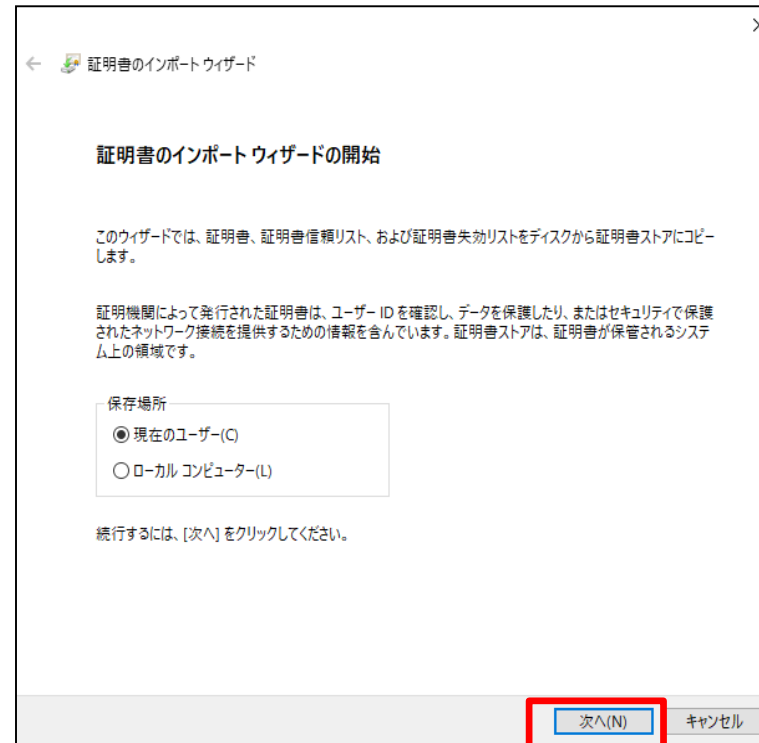 証明書のインポート ウィザード
証明書のインポート ウィザードの開始
このウィザードでは、証明書、証明書信頼リスト、および証明書失効リストをディスクから証明書ストアにコピー
します。
証明機関によって発行された証明書は、ユーザー ID を確認し、データを保護したり、またはセキュリティで保護
されたネットワーク接続を提供するための情報を含んでいます。証明書ストアは、証明書が保管されるシステ
ム上の領域です。
保存場所
現在のユーザー(C)
ローカル コンピューター(L)
続行するには、[次へ] をクリックしてください。
次へ(N)
キャンセル